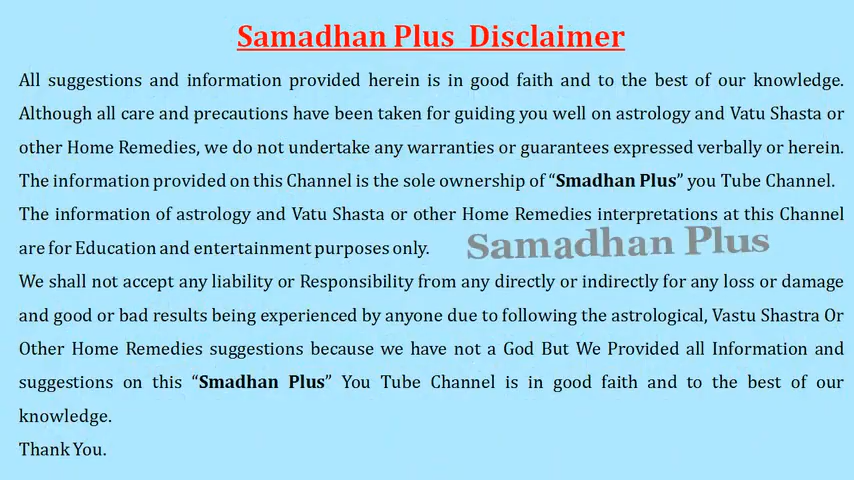 Samadhan Plus Disclaimer
All suggestions and information provided herein is in good faith and to the best of our knowledge.
Although all care and precautions have been taken for guiding you well on astrology and Vatu Shasta or
other Home Remedies, we do not undertake any warranties or guarantees expressed verbally or herein.
The information provided on this Channel is the sole ownership of “Smadhan Plus” you Tube Channel.
The information of astrology and Vatu Shasta or other Home Remedies interpretations at this Channel
are for Education and entertainment purposes only.
Samadhan Plus
We shall not accept any liability or Responsibility from any directly or indirectly for any loss or damage
and good or bad results being experienced by anyone due to following the astrological, Vastu Shastra Or
Other Home Remedies suggestions because we have not a God But We Provided all Information and
suggestions on this “Smadhan Plus” You Tube Channel is in good faith and to the best of our
knowledge.
Thank You.